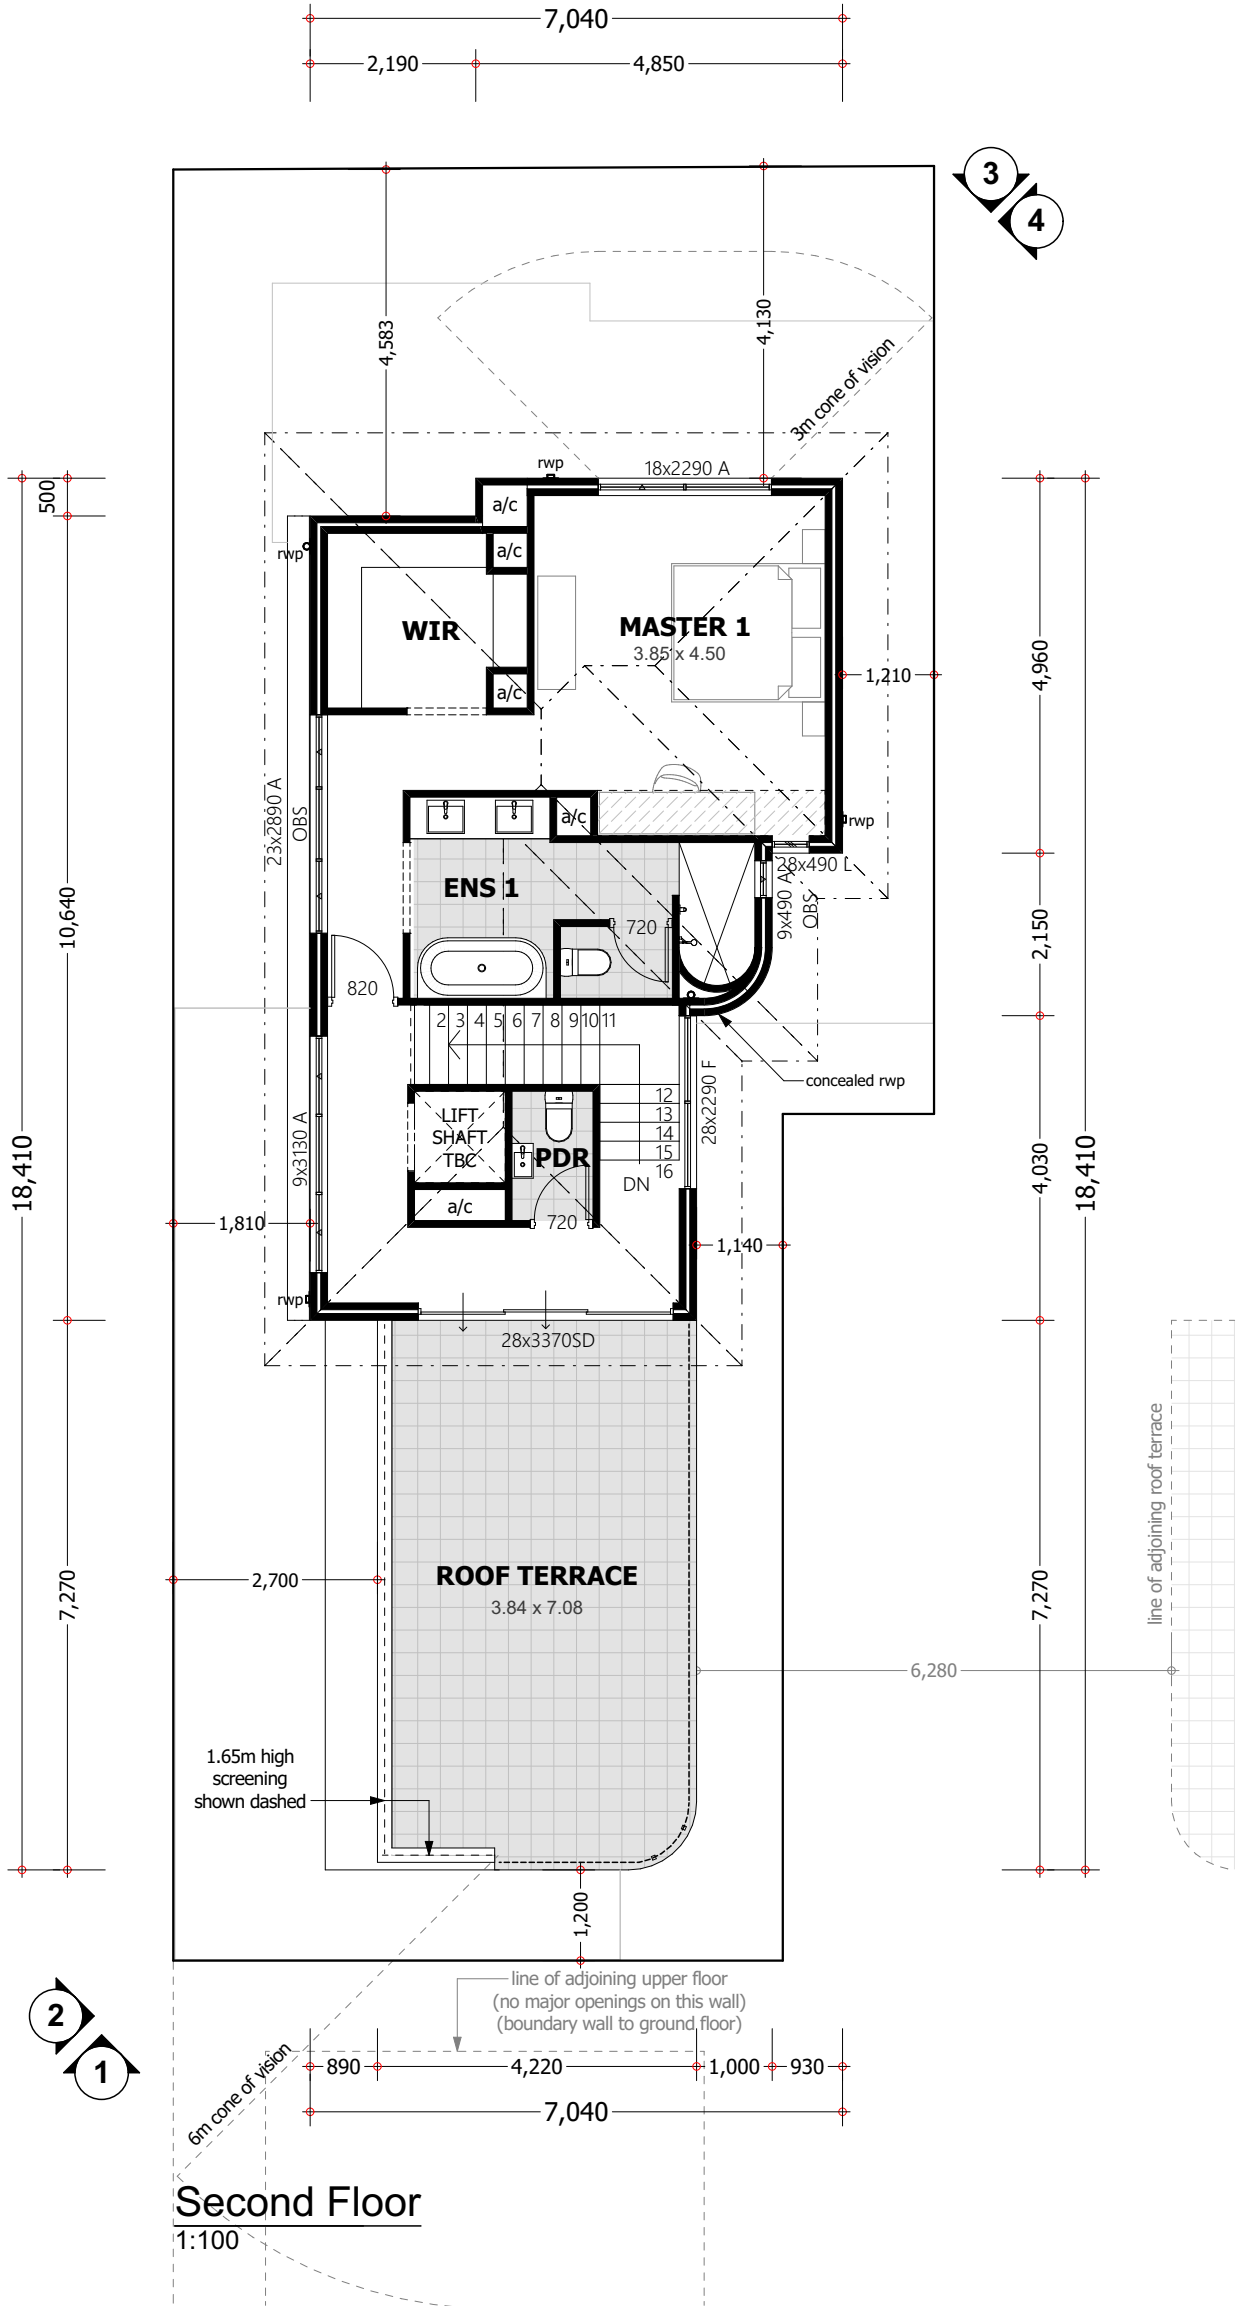 7,040
2,190
4,850
3
4
4,583
4,130
3m cone of vision
500
rwp
18x2290 A
a/c
rwp
a/c
WIR
MASTER 1
3.85 x 4.50
a/c
1,210
4,960
23x2890 A
OBS
a/c
rwp
28x490 L
ENS 1
9x490 A
OBS
720
10,640
2,150
820
2 3 4 5 6 7 8 9 10 11
concealed rwp
28x2290 F
12
13
14
15
16
LIFT
SHAFT
TBC
PDR
DN
9x3130 A
18,410
4,030
18,410
a/c
720
1,810
1,140
rwp
28x3370SD
line of adjoining roof terrace
ROOF TERRACE
3.84 x 7.08
2,700
7,270
7,270
6,280
1.65m high
screening
shown dashed
1,200
line of adjoining upper floor
(no major openings on this wall)
(boundary wall to ground floor)
2
1
890
4,220
1,000
930
7,040
6m cone of vision
Second Floor
1:100